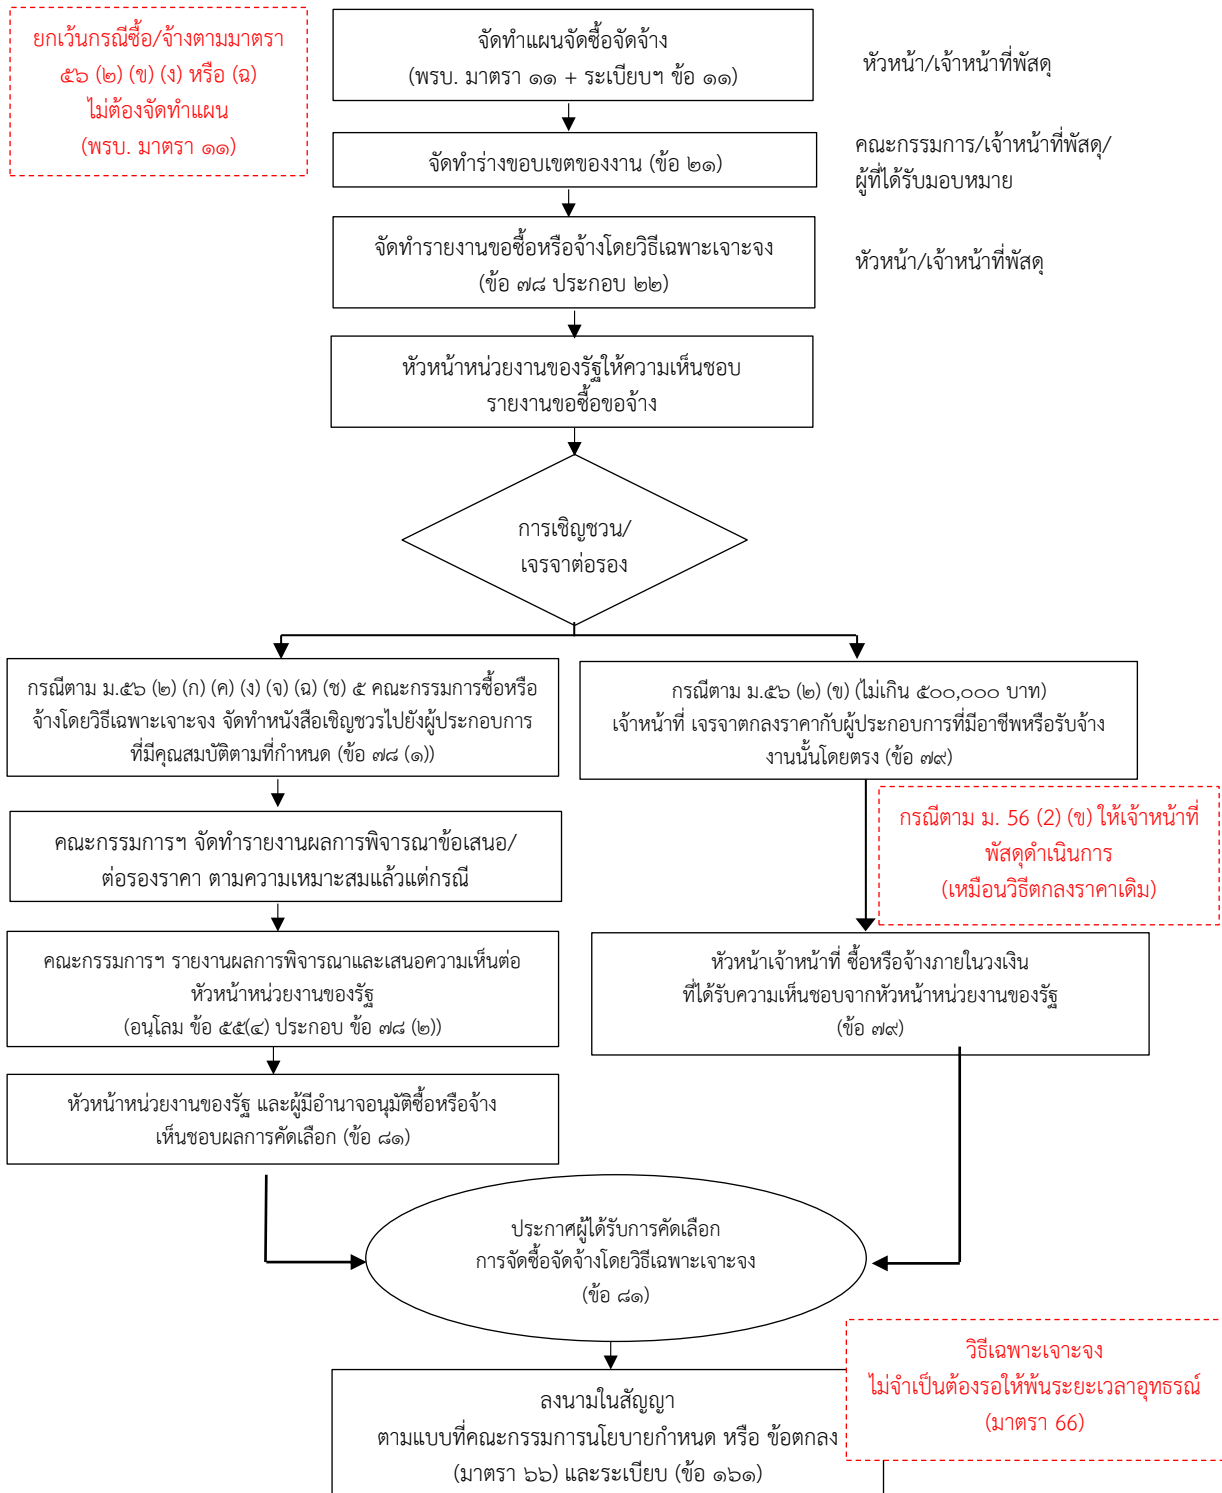 ยกเว้นกรณีซื้อ/จ้างตามมาตรา
๕๖ (๒) (ข) (ง) หรือ (ฉ)
ไม่ต้องจัดทำแผน
(พรบ. มาตรา ๑๑)
จัดทำแผนจัดซื้อจัดจ้าง
(พรบ. มาตรา ๑๑ + ระเบียบฯ ข้อ ๑๑)
หัวหน้า/เจ้าหน้าที่พัสดุ
จัดทำร่างขอบเขตของงาน (ข้อ ๒๑)
คณะกรรมการ/เจ้าหน้าที่พัสดุ/
ผู้ที่ได้รับมอบหมาย
จัดทำรายงานขอซื้อหรือจ้างโดยวิธีเฉพาะเจาะจง
(ข้อ ๗๘ ประกอบ ๒๒)
หัวหน้า/เจ้าหน้าที่พัสดุ
หัวหน้าหน่วยงานของรัฐให้ความเห็นชอบ
รายงานขอซื้อขอจ้าง
การเชิญชวน/
เจรจาต่อรอง
กรณีตาม ม.๕๖ (๒) (ก) (ค) (ง) (จ) (ฉ) (ช) ๕ คณะกรรมการซื้อหรือ
จ้างโดยวิธีเฉพาะเจาะจง จัดทำหนังสือเชิญชวรไปยังผู้ประกอบการ
ที่มีคุณสมบัติตามที่กำหนด (ข้อ ๗๘ (๑))
กรณีตาม ม.๕๖ (๒) (ข) (ไม่เกิน ๕๐๐,๐๐๐ บาท)
เจ้าหน้าที่ เจรจาตกลงราคากับผู้ประกอบการที่มีอาชีพหรือรับจ้าง
งานนั้นโดยตรง (ข้อ ๗๙)
กรณีตาม ม. 56 (2) (ข) ให้เจ้าหน้าที่
พัสดุดำเนินการ
(เหมือนวิธีตกลงราคาเดิม)
คณะกรรมการฯ จัดทำรายงานผลการพิจารณาข้อเสนอ/
ต่อรองราคา ตามความเหมาะสมแล้วแต่กรณี
คณะกรรมการฯ รายงานผลการพิจารณาและเสนอความเห็นต่อ
หัวหน้าหน่วยงานของรัฐ
(อนุโลม ข้อ ๕๕(๔) ประกอบ ข้อ ๗๘ (๒))
หัวหน้าเจ้าหน้าที่ ซื้อหรือจ้างภายในวงเงิน
ที่ได้รับความเห็นชอบจากหัวหน้าหน่วยงานของรัฐ
(ข้อ ๗๙)
หัวหน้าหน่วยงานของรัฐ และผู้มีอำนาจอนุมัติซื้อหรือจ้าง
เห็นชอบผลการคัดเลือก (ข้อ ๘๑)
ประกาศผู้ได้รับการคัดเลือก
การจัดซื้อจัดจ้างโดยวิธีเฉพาะเจาะจง
(ข้อ ๘๑)
วิธีเฉพาะเจาะจง
ไม่จำเป็นต้องรอให้พ้นระยะเวลาอุทธรณ์
(มาตรา 66)
ลงนามในสัญญา
ตามแบบที่คณะกรรมการนโยบายกำหนด หรือ ข้อตกลง
(มาตรา ๖๖) และระเบียบ (ข้อ ๑๖๑)